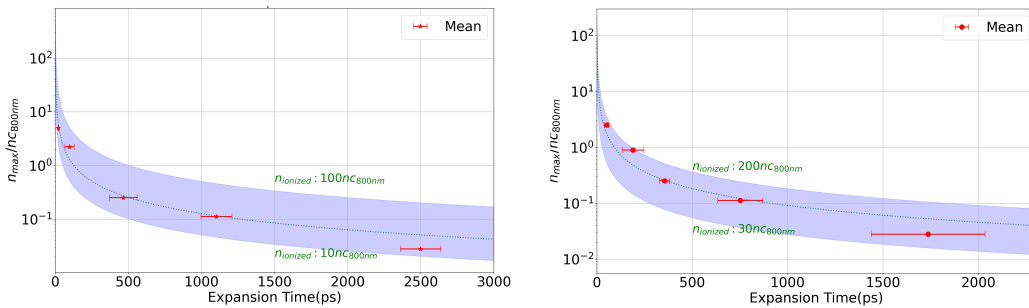 Mean
n_max/nc_800nm
10²
10¹
10⁰
10⁻¹
n_ionized : 100nc_800nm
n_ionized : 10nc_800nm
0 500 1000 1500 2000 2500 3000
Expansion Time(ps)
Mean
n_max/nc_800nm
10²
10¹
10⁰
10⁻¹
10⁻²
n_ionized : 200nc_800nm
n_ionized : 30nc_800nm
0 500 1000 1500 2000
Expansion Time(ps)